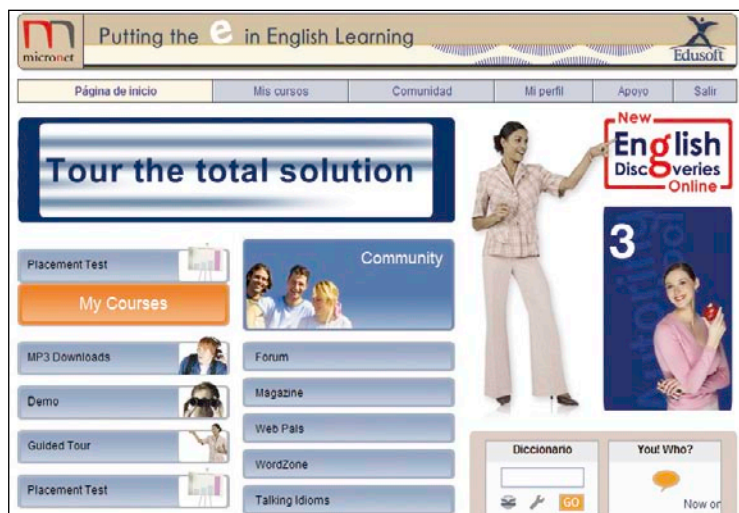 micronet
Putting the e in English Learning
Edusoft
Página de inicio
Mis cursos
Comunidad
Mi perfil
Apoyo
Salir
Tour the total solution
New
English
Discoveries
Online
Placement Test
My Courses
Community
3
MP3 Downloads
Demo
Guided Tour
Placement Test
Forum
Magazine
Web Pals
WordZone
Talking Idioms
Diccionario
GO
You! Who?
Now or